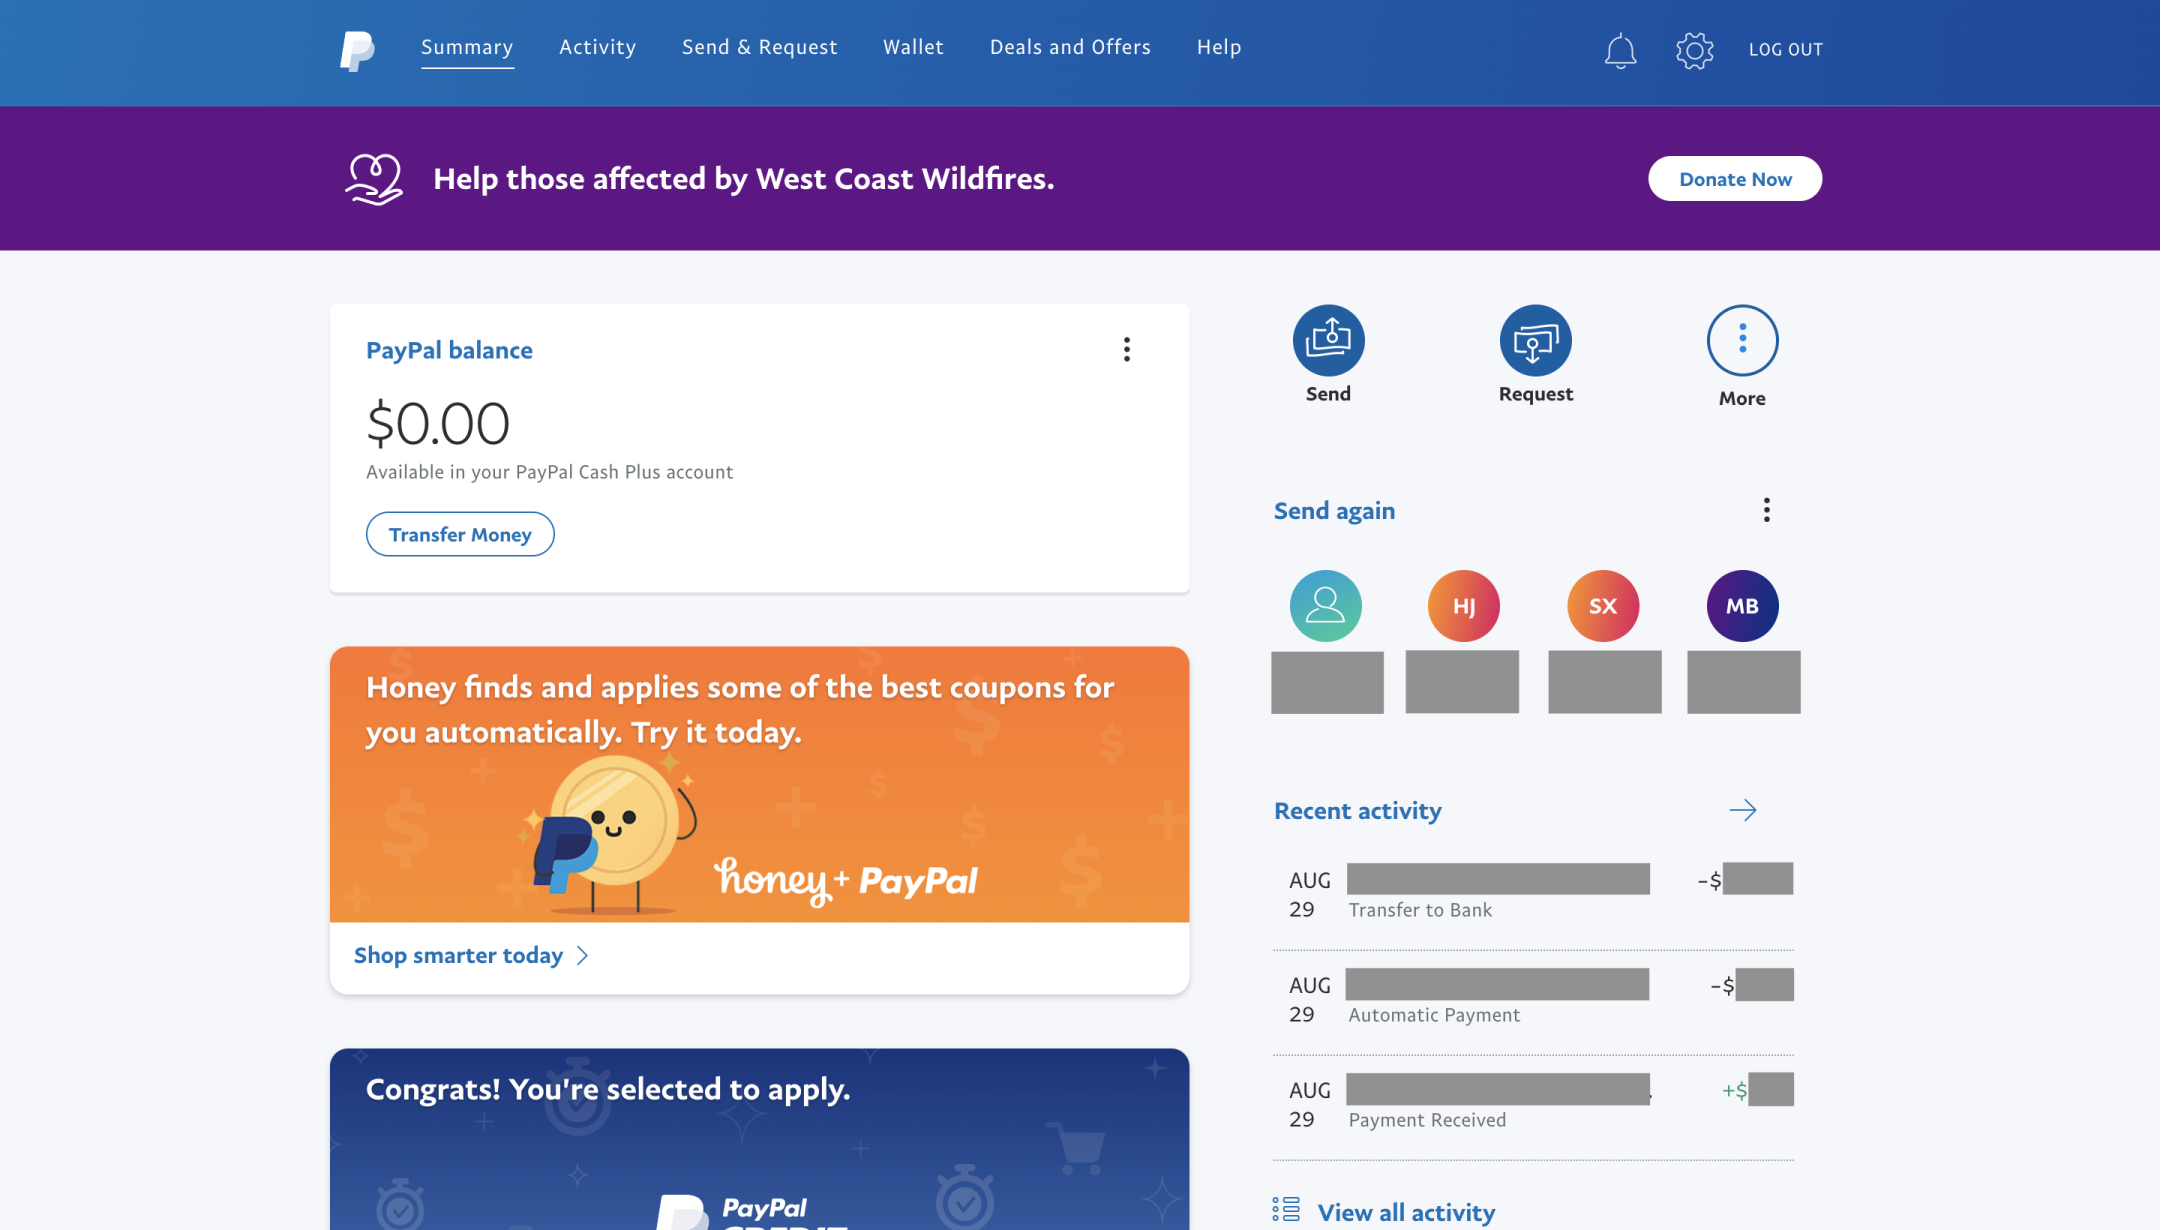 Summary
Activity
Send & Request
Wallet
Deals and Offers
Help
LOG OUT
Help those affected by West Coast Wildfires.
Donate Now
PayPal balance
$0.00
Available in your PayPal Cash Plus account
Transfer Money
Honey finds and applies some of the best coupons for
you automatically. Try it today.
honey + PayPal
Shop smarter today
Congrats! You're selected to apply.
PayPal
Send
Request
More
Send again
HJ
SX
MB
Recent activity
AUG
29
-$
Transfer to Bank
AUG
29
-$
Automatic Payment
AUG
29
+$
Payment Received
View all activity